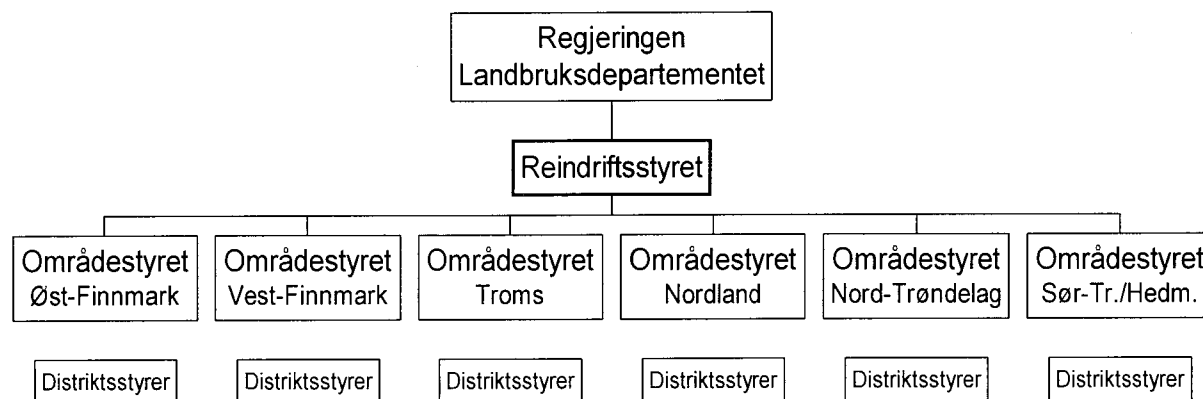 Regjeringen
Landbruksdepartementet
Reindriftsstyret
Områdestyret
Øst-Finnmark
Områdestyret
Vest-Finnmark
Områdestyret
Troms
Områdestyret
Nordland
Områdestyret
Nord-Trøndelag
Områdestyret
Sør-Tr./Hedm.
Distriktsstyrer
Distriktsstyrer
Distriktsstyrer
Distriktsstyrer
Distriktsstyrer
Distriktsstyrer